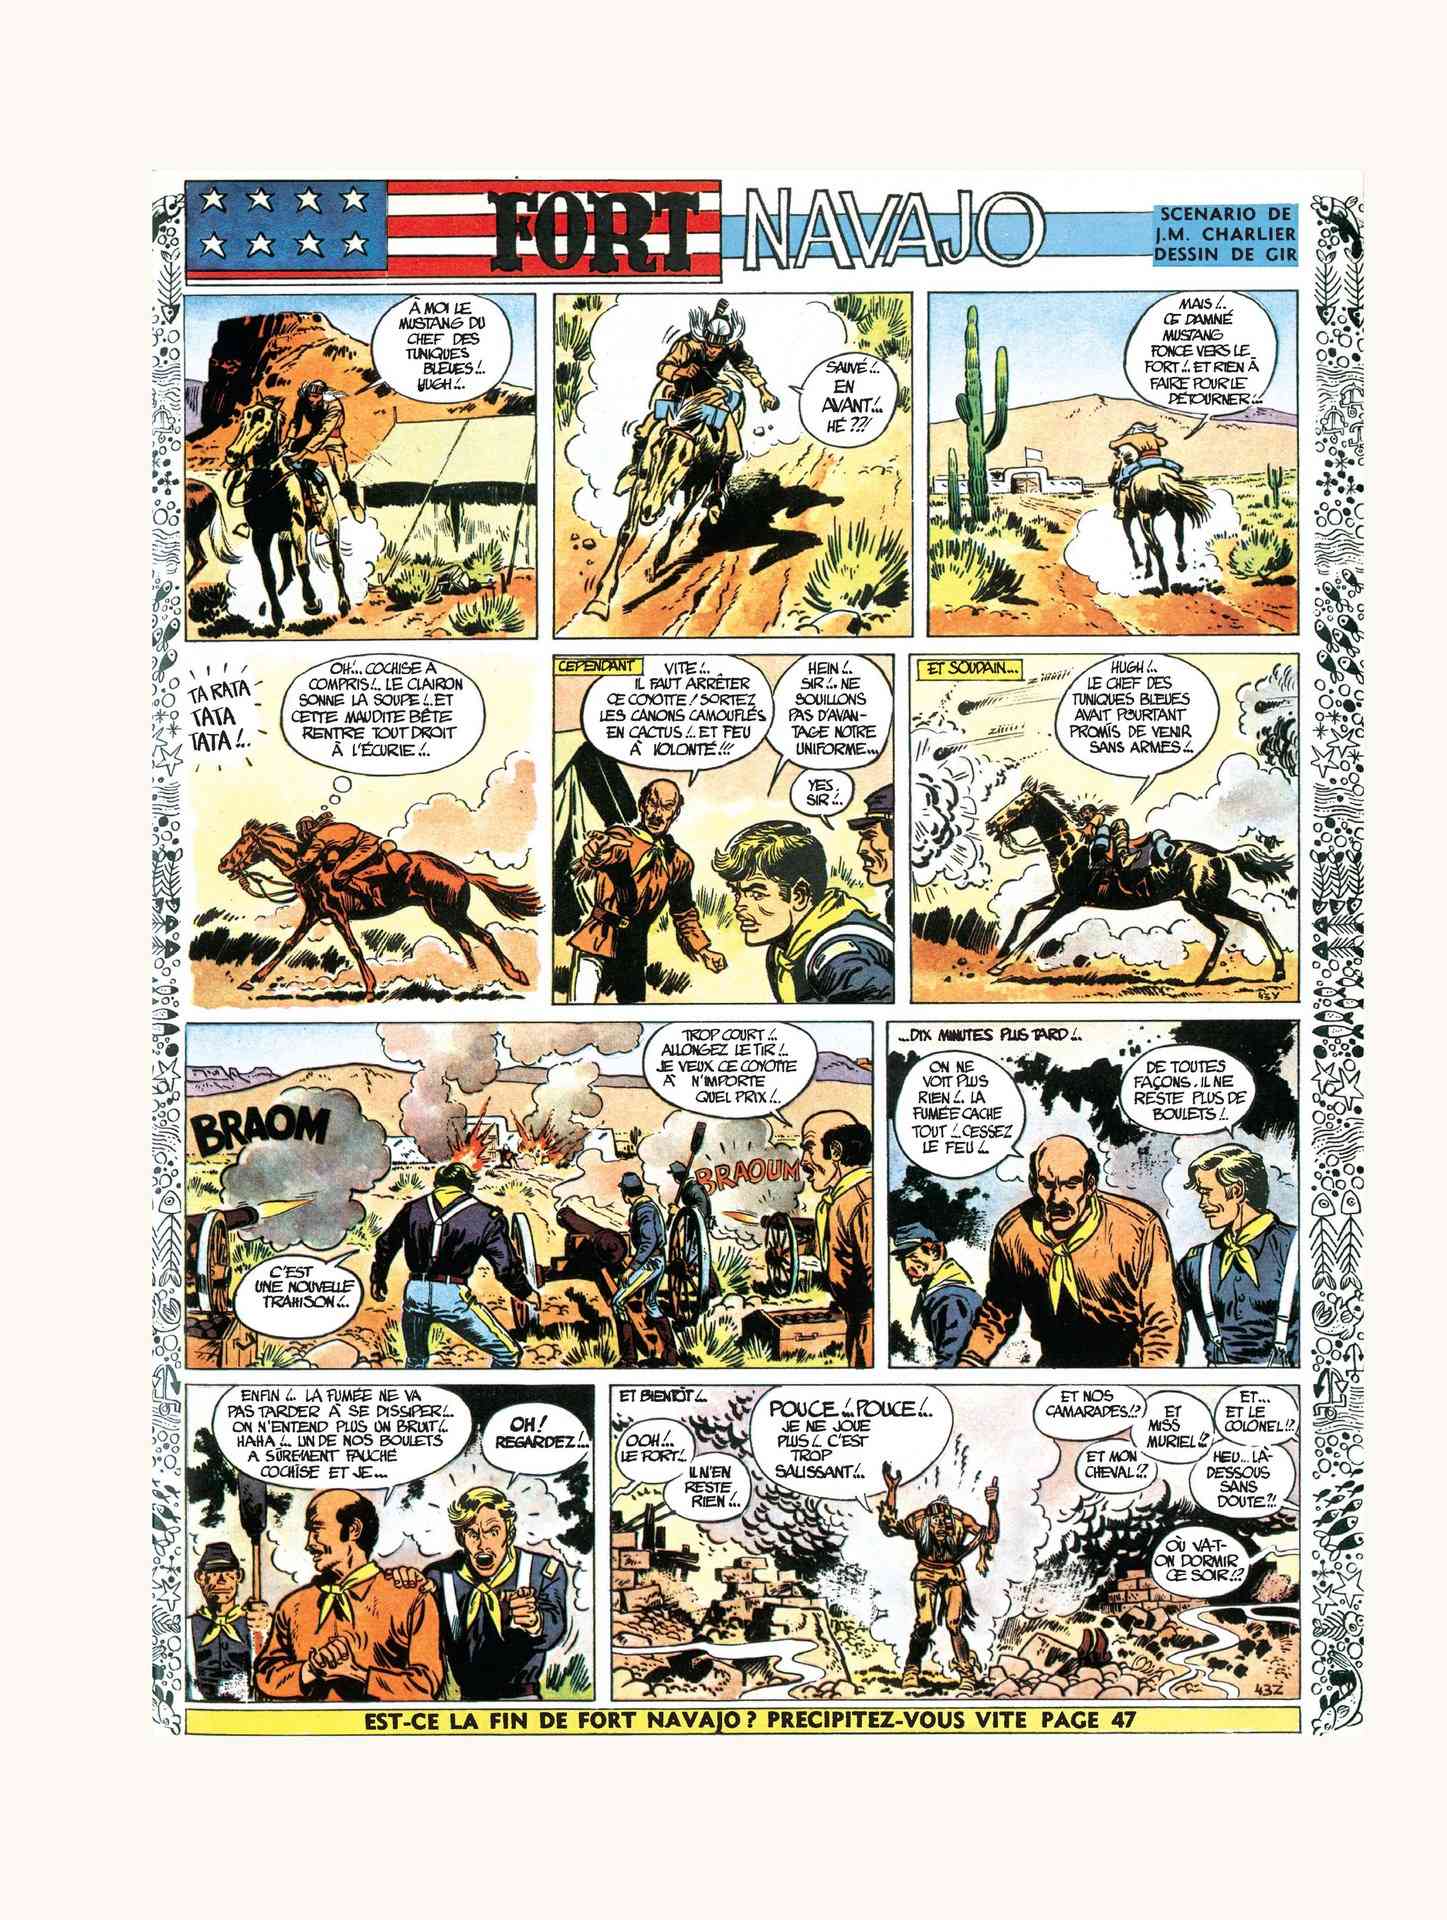 FORT
NAVAJO
SCENARIO DE
J.M. CHARLIER
DESSIN DE GIR
À MOI LE
MUSTANG DU
CHEF DES
TUNIQUES
BLEUES!..
HUGH!..
SAUVÉ!..
EN
AVANT!..
HÉ??!
MAIS!..
CE DAMNÉ
MUSTANG
FONCE VERS LE
FORT!. ET RIEN À
FAIRE POUR LE
DÉTOURNER...
TA RATA
TATA
TATA!..
OH!.. COCHISE A
COMPRIS!.. LE CLAIRON
SONNE LA SOUPE!.. ET
CETTE MAUDITE BÊTE
RENTRE TOUT DROIT
À L'ÉCURIE!..
CEPENDANT
VITE!..
IL FAUT ARRÊTER
CE COYOTTE! SORTEZ
LES CANONS CAMOUFLÉS
EN CACTUS!.. ET FEU
À VOLONTÉ!!!
HEIN!..
SIR!.. NE
SOUILLONS
PAS D'AVAN-
TAGE NOTRE
UNIFORME...
YES,
SIR!..
ET SOUDAIN...
HUGH!..
LE CHEF DES
TUNIQUES BLEUES
AVAIT POURTANT
PROMIS DE VENIR
SANS ARMES!..
43Y
BRAOM
TROP COURT!..
ALLONGEZ LE TIR!..
JE VEUX CE COYOTTE
À N'IMPORTE
QUEL PRIX!..
BRAOUM
C'EST
UNE NOUVELLE
TRAHISON!..
...DIX MINUTES PLUS TARD!..
ON NE
VOIT PLUS
RIEN!.. LA
FUMÉE CACHE
TOUT!.. CESSEZ
LE FEU!..
DE TOUTES
FAÇONS. IL NE
RESTE PLUS DE
BOULETS!..
ENFIN!.. LA FUMÉE NE VA
PAS TARDER À SE DISSIPER!..
ON N'ENTEND PLUS UN BRUIT!..
HAHA!.. UN DE NOS BOULETS
A SÛREMENT FAUCHÉ
COCHISE ET JE...
OH!
REGARDEZ!..
ET BIENTÔT!..
OOH!..
LE FORT!..
IL N'EN
RESTE
RIEN!..
POUCE!.. POUCE!..
JE NE JOUE
PLUS!.. C'EST
TROP
SALISSANT!..
ET NOS
CAMARADES!?
ET
MISS
MURIEL!?
ET...
ET LE
COLONEL!?
ET MON
CHEVAL!?
HEU... LÀ-
DESSOUS
SANS
DOUTE?!
OÙ VA-T-
ON DORMIR
CE SOIR!?
43Z
EST-CE LA FIN DE FORT NAVAJO? PRECIPITEZ-VOUS VITE PAGE 47